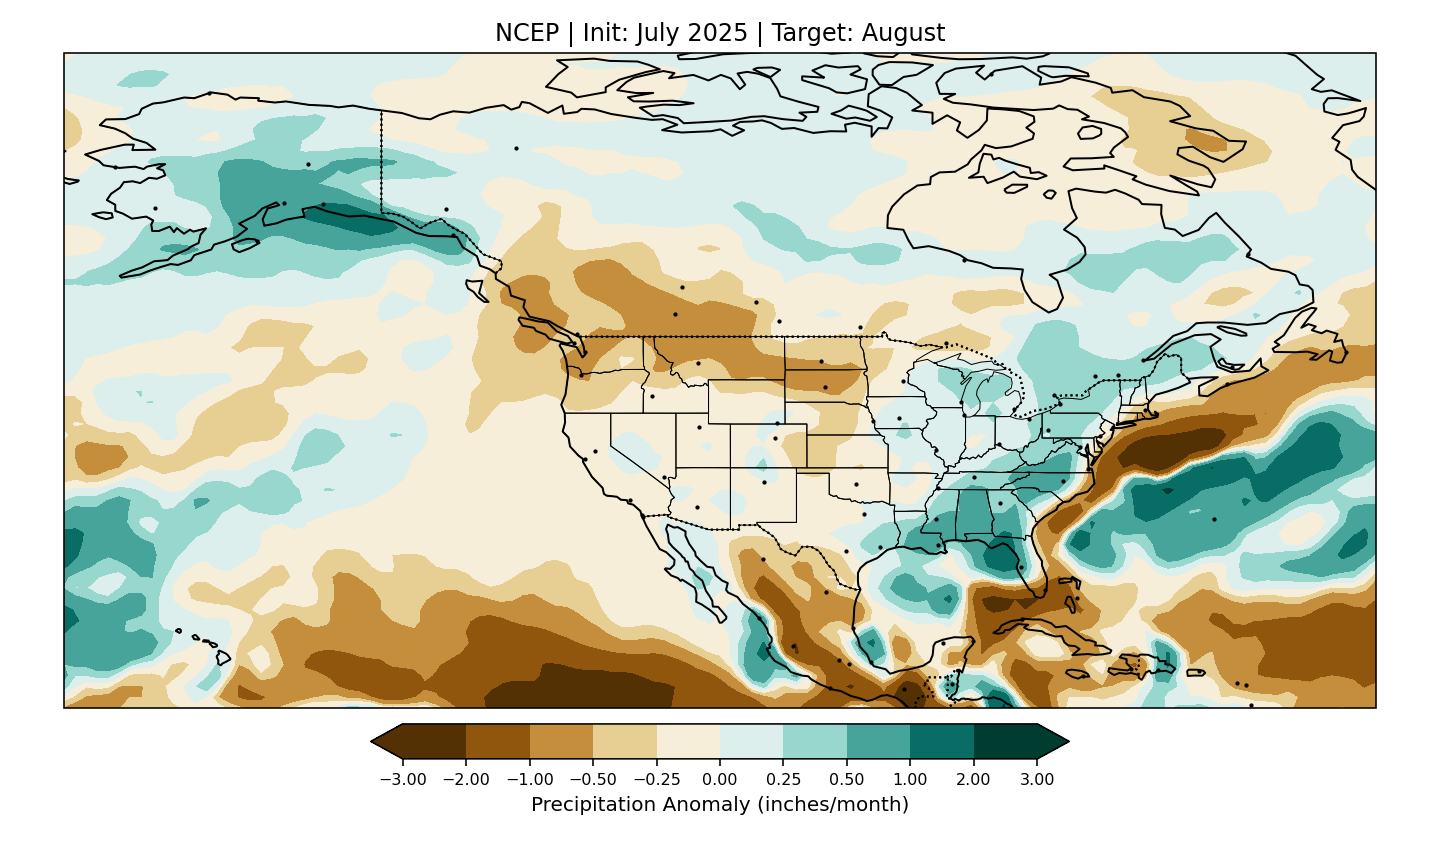 NCEP | Init: July 2025 | Target: August
−3.00 −2.00 −1.00 −0.50 −0.25 0.00 0.25 0.50 1.00 2.00 3.00
Precipitation Anomaly (inches/month)